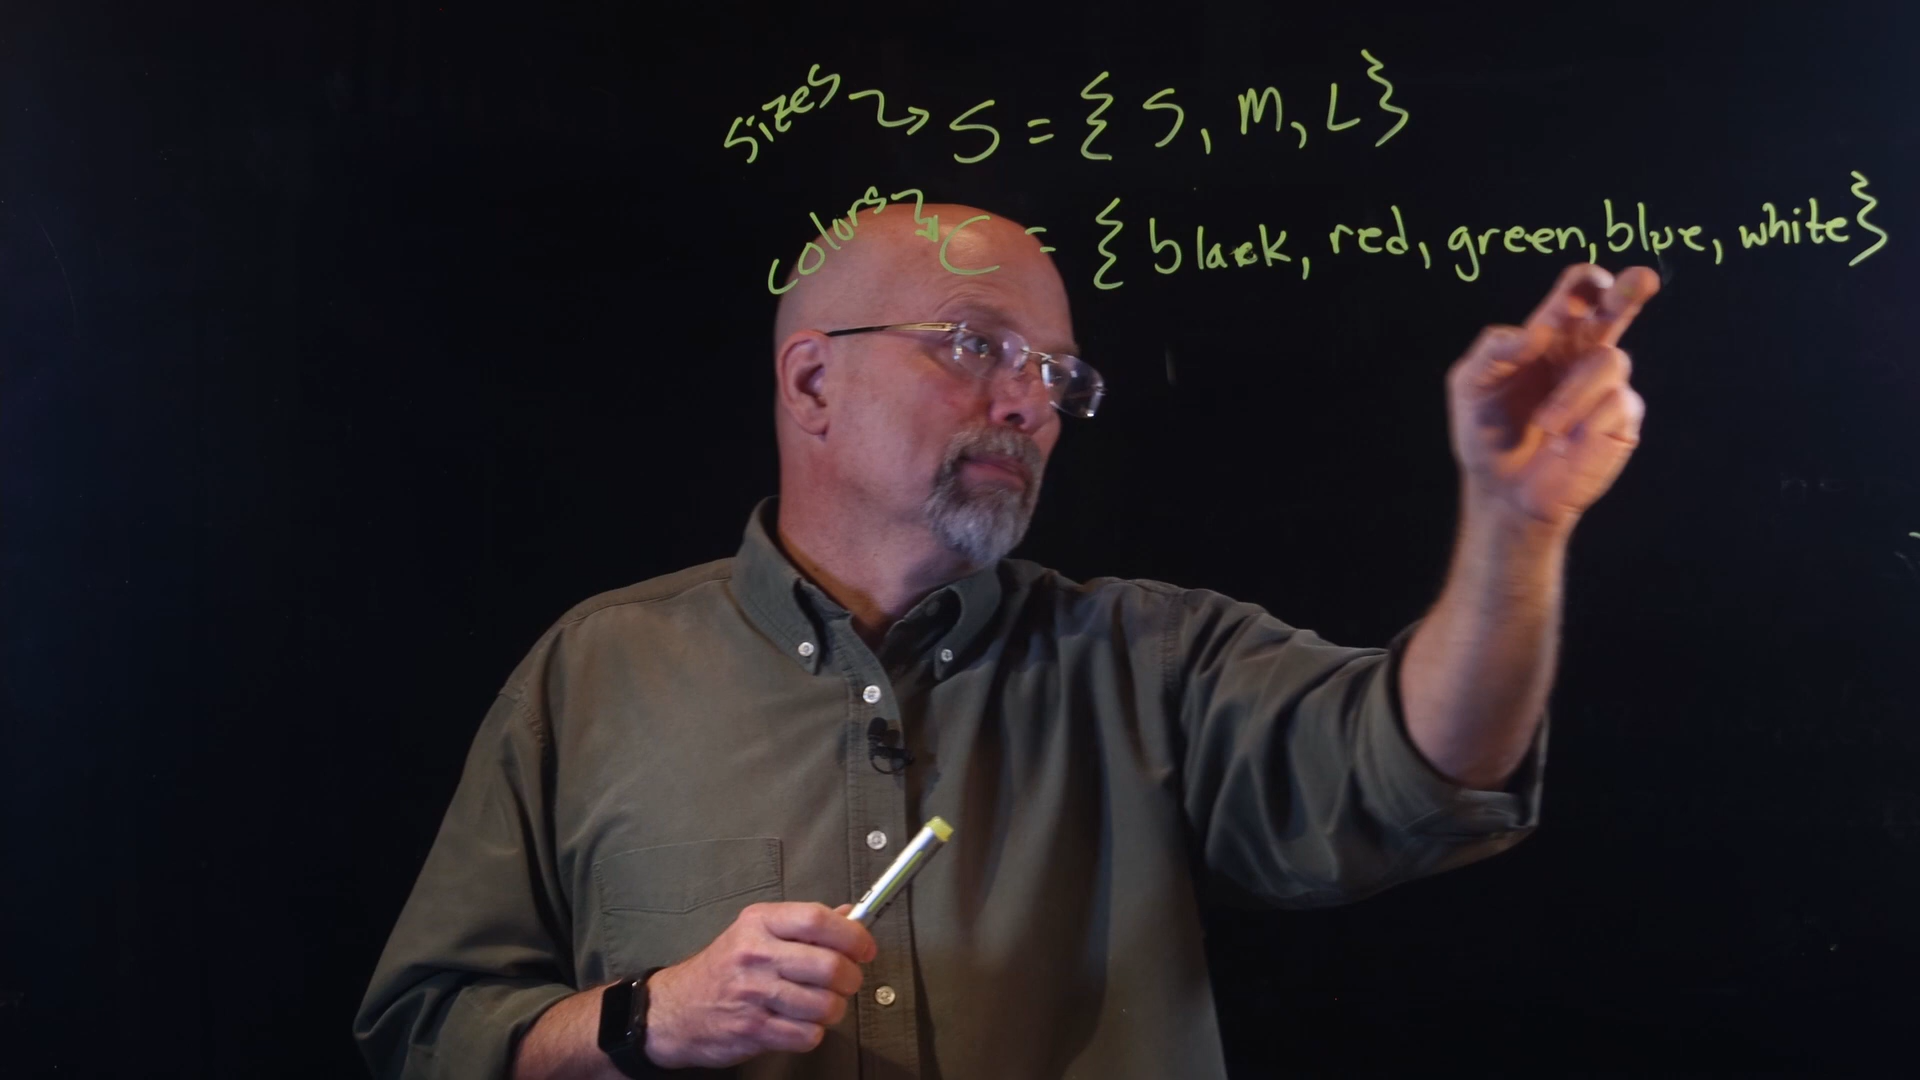 sizes → S = { S, M, L }
colors → C = { black, red, green, blue, white }